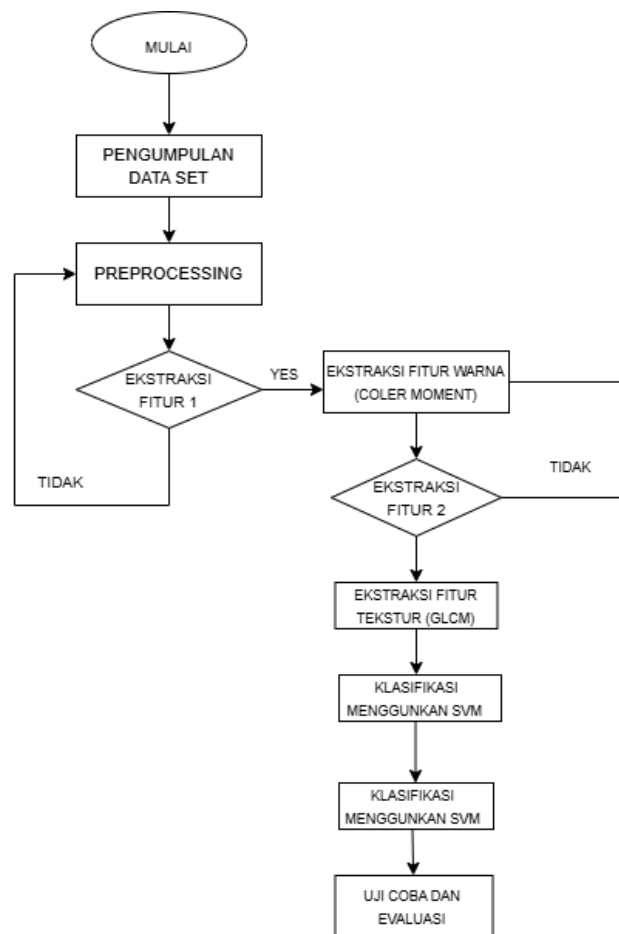 MULAI
PENGUMPULAN
DATA SET
PREPROCESSING
EKSTRAKSI
FITUR 1
YES
EKSTRAKSI FITUR WARNA
(COLER MOMENT)
TIDAK
EKSTRAKSI
FITUR 2
TIDAK
EKSTRAKSI FITUR
TEKSTUR (GLCM)
KLASIFIKASI
MENGGUNKAN SVM
KLASIFIKASI
MENGGUNKAN SVM
UJI COBA DAN
EVALUASI